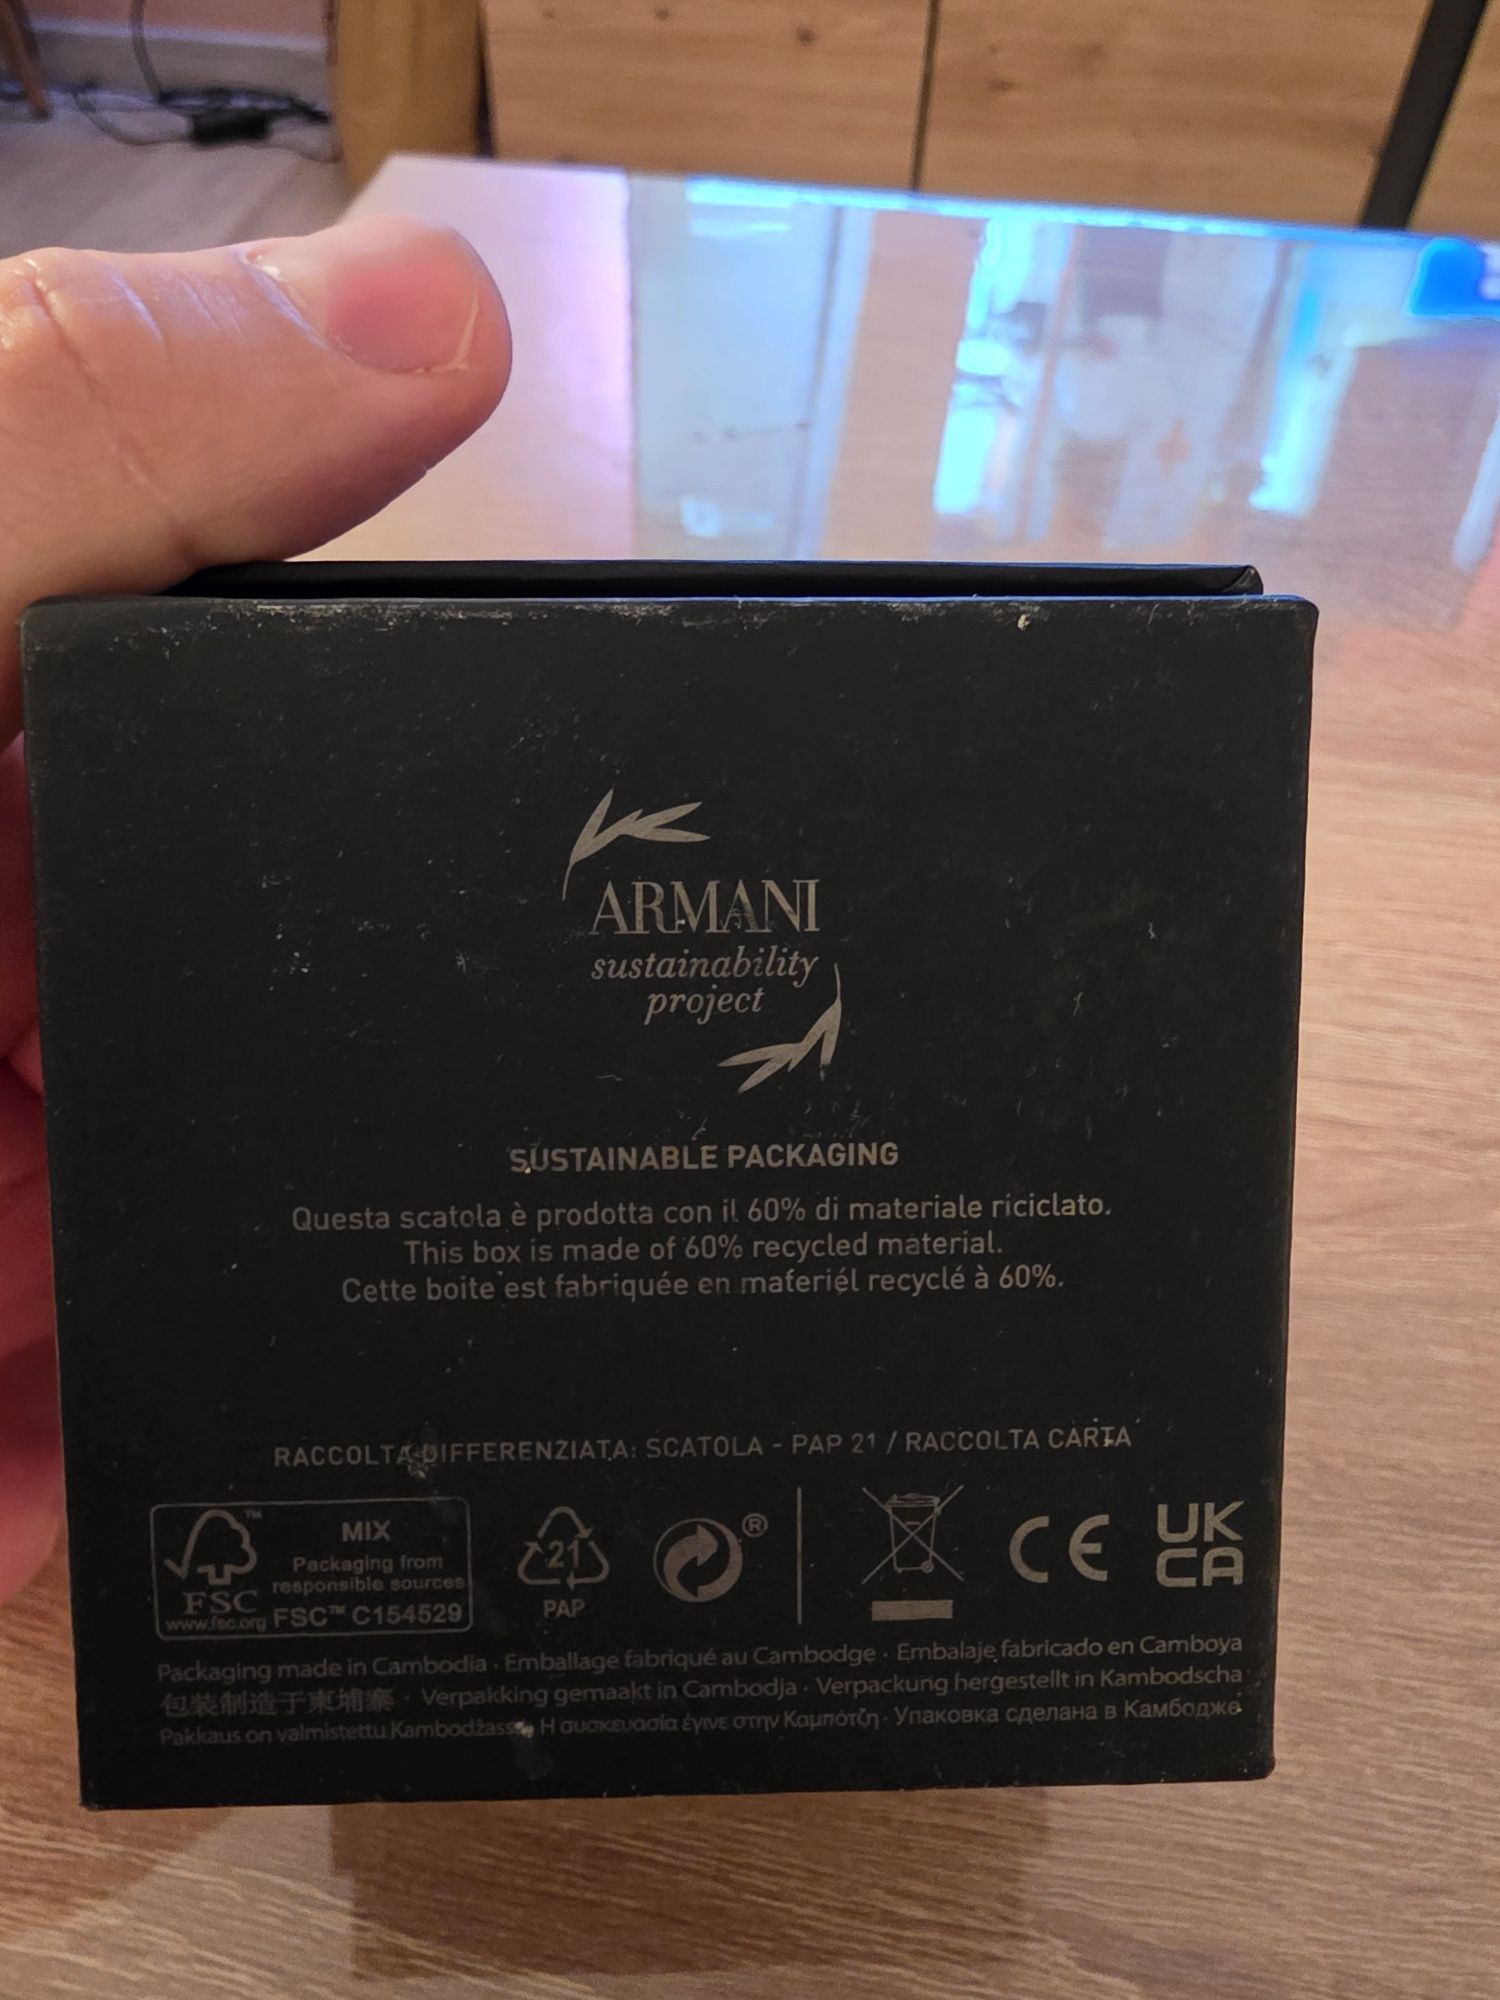 ARMANI
sustainability
project
SUSTAINABLE PACKAGING
Questa scatola è prodotta con il 60% di materiale riciclato.
This box is made of 60% recycled material.
Cette boite est fabriquée en materiél recyclé à 60%.
RACCOLTA DIFFERENZIATA: SCATOLA - PAP 21 / RACCOLTA CARTA
FSC
™
www.fsc.org
MIX
Packaging from
responsible sources
FSC™ C154529
21
PAP
®
CE
UK
CA
Packaging made in Cambodia · Emballage fabriqué au Cambodge · Embalaje fabricado en Camboya
包装制造于柬埔寨 · Verpakking gemaakt in Cambodja · Verpackung hergestellt in Kambodscha
Pakkaus on valmistettu Kambodžassa · Η συσκευασία έγινε στην Καμπότζη · Упаковка сделана в Камбодже